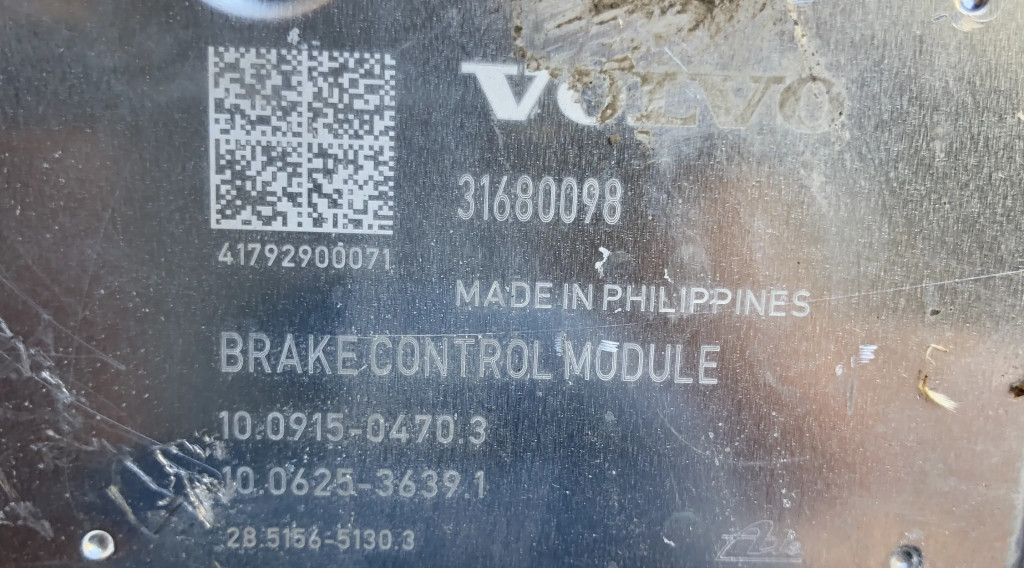 VOLVO
31680098
41792900071
MADE IN PHILIPPINES
BRAKE CONTROL MODULE
10.0915-0470.3
10.0625-3639.1
28.5156-5130.3